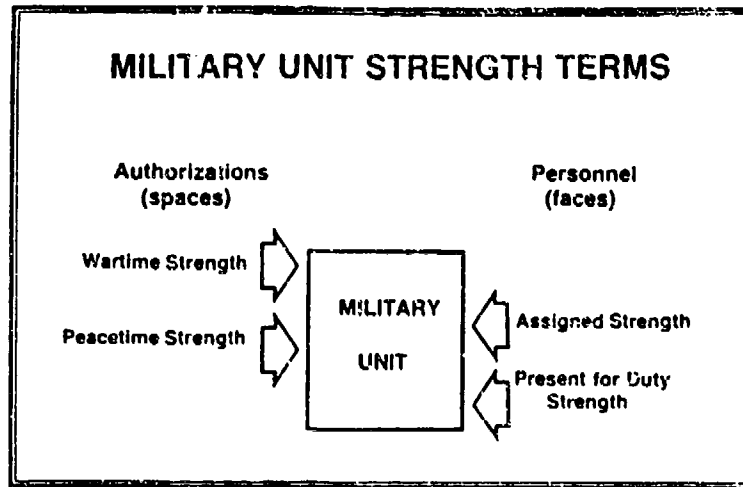 MILITARY UNIT STRENGTH TERMS
Authorizations
(spaces)
Personnel
(faces)
Wartime Strength
Peacetime Strength
MILITARY
UNIT
Assigned Strength
Present for Duty
Strength